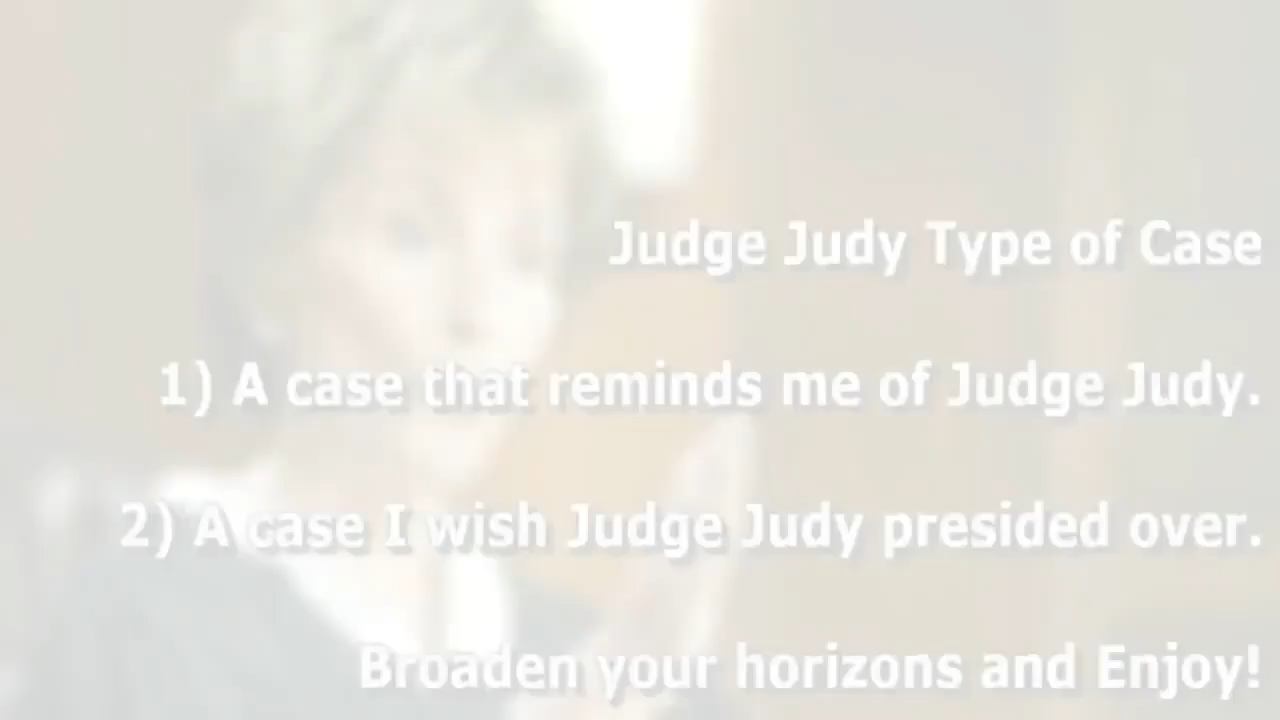 Judge Judy Type of Case
1) A case that reminds me of Judge Judy.
2) A case I wish Judge Judy presided over.
Broaden your horizons and Enjoy!